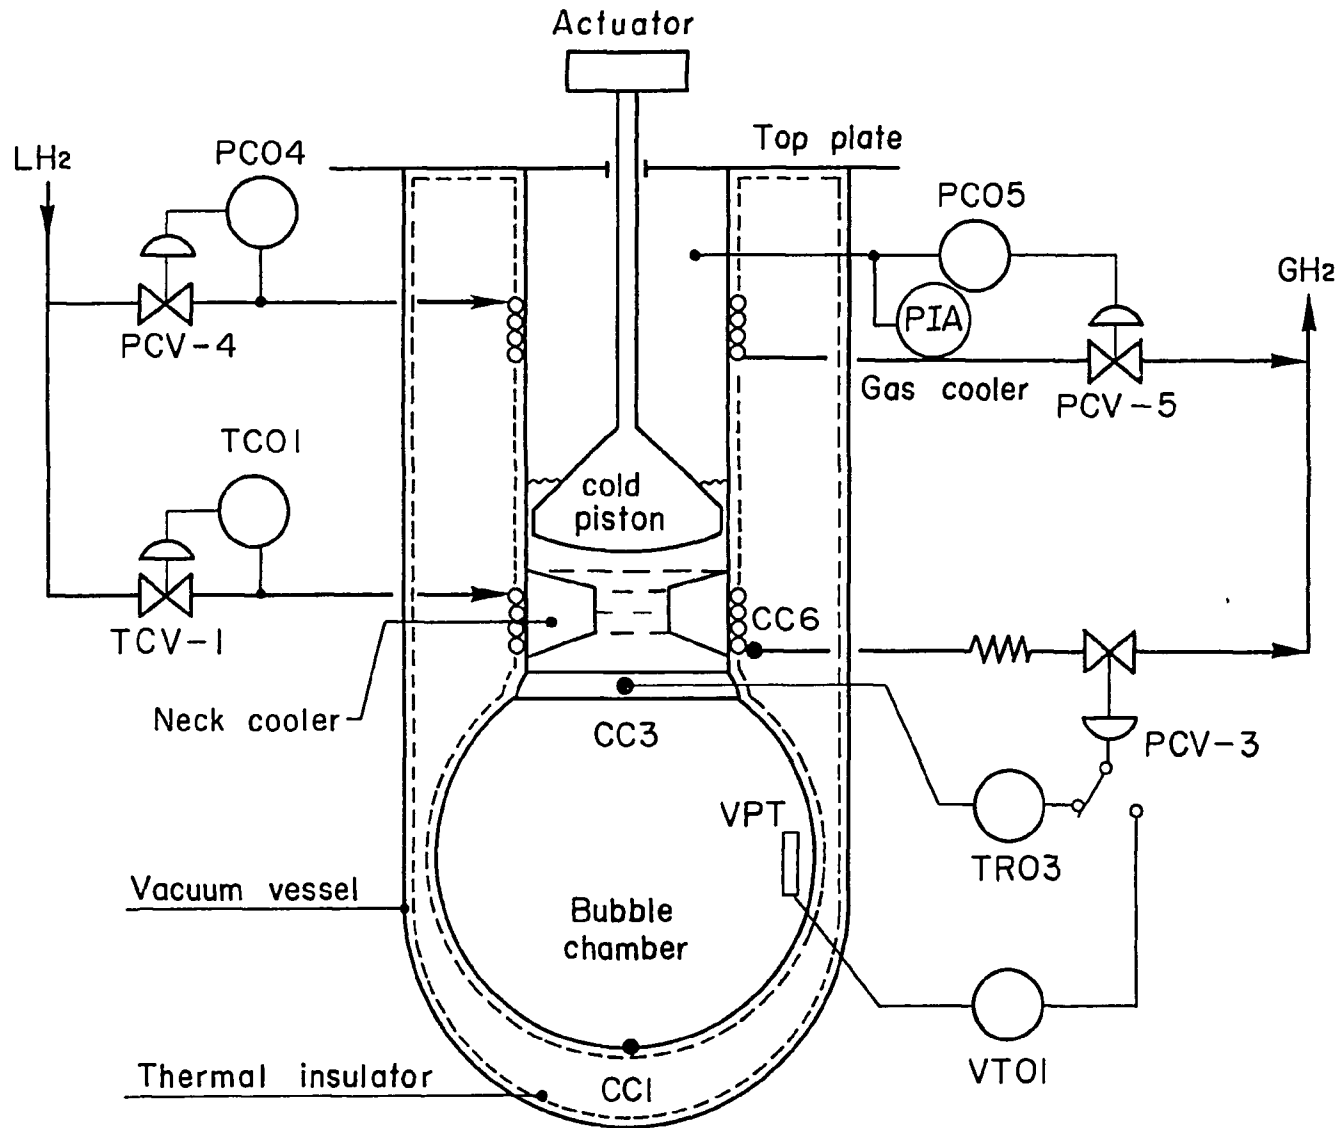 Actuator
Top plate
LH2
PC04
PC05
GH2
PIA
PCV-4
Gas cooler
PCV-5
TC01
cold
piston
TCV-1
CC6
Neck cooler
CC3
PCV-3
VPT
TR03
Vacuum vessel
Bubble
chamber
Thermal insulator
CC1
VT01